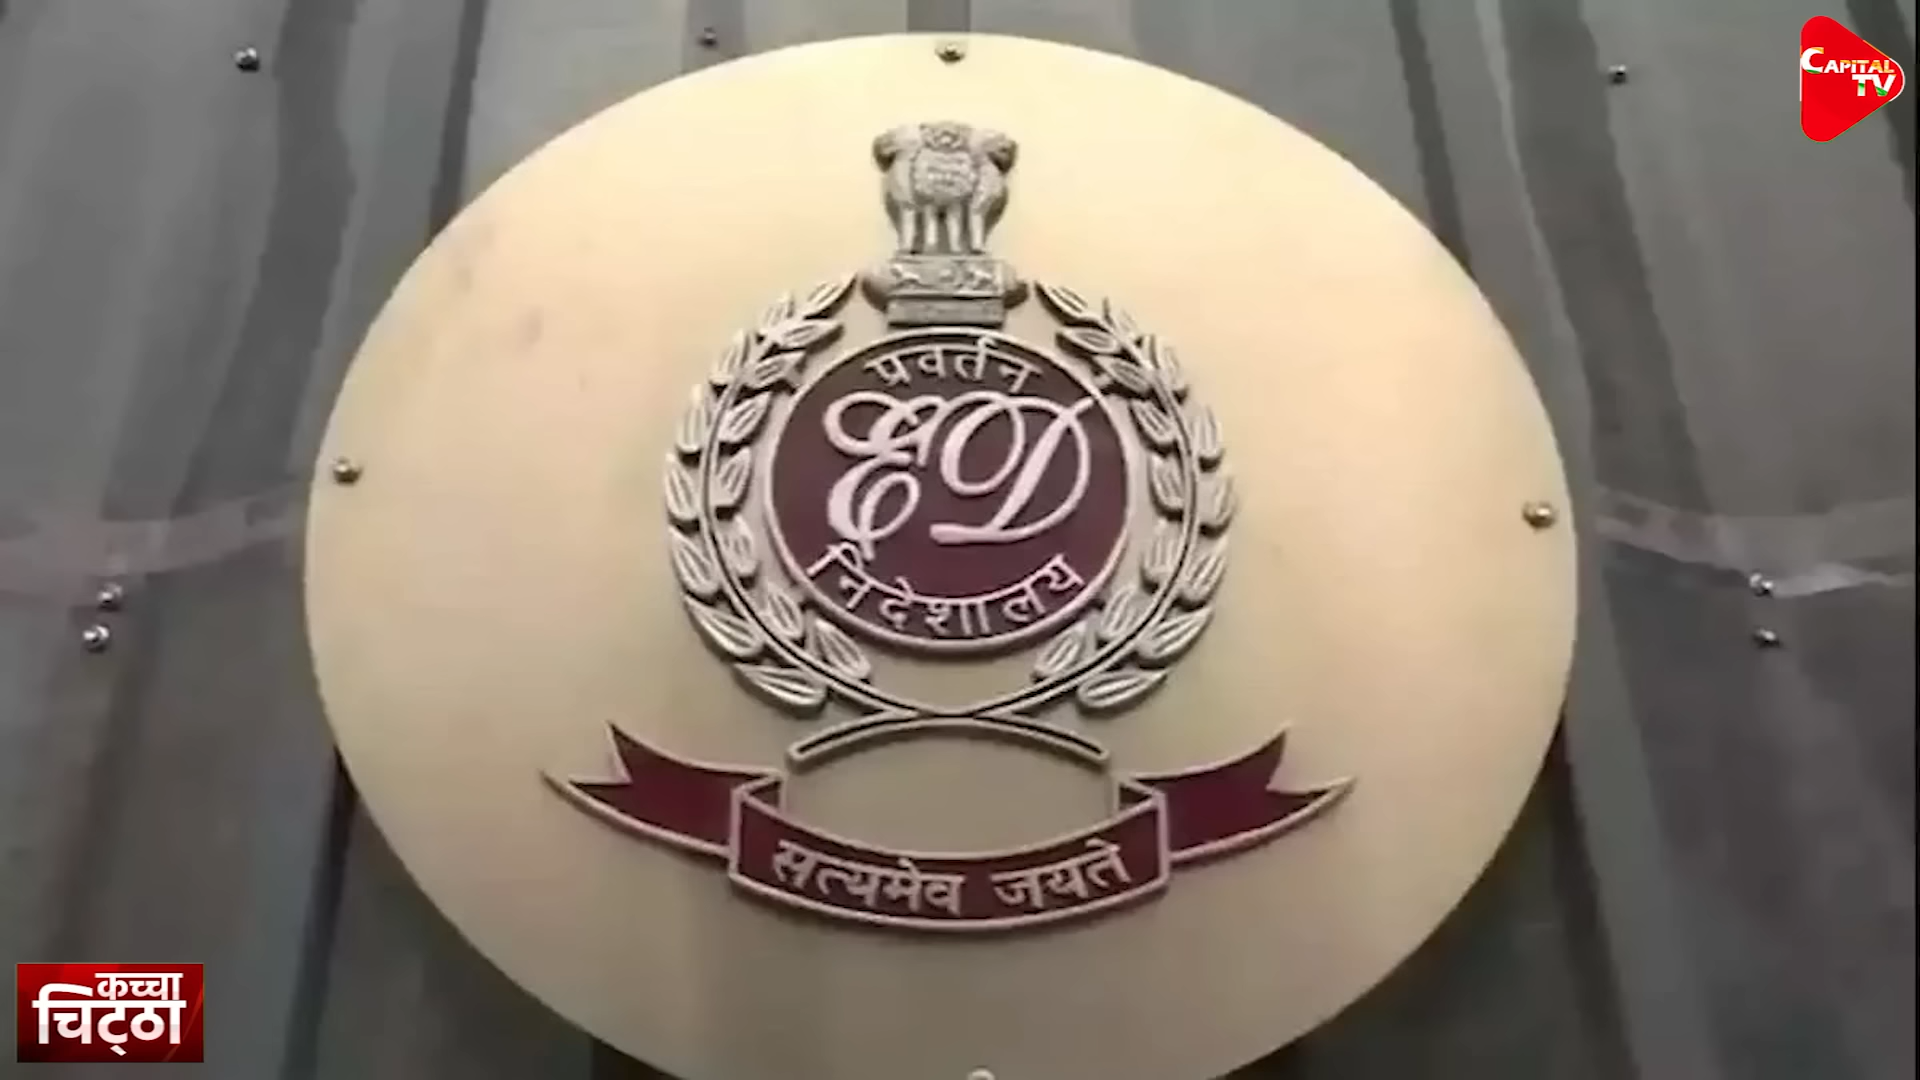 CAPITAL
TV
प्रवर्तन
ED
निदेशालय
सत्यमेव जयते
कच्चा
चिट्ठा